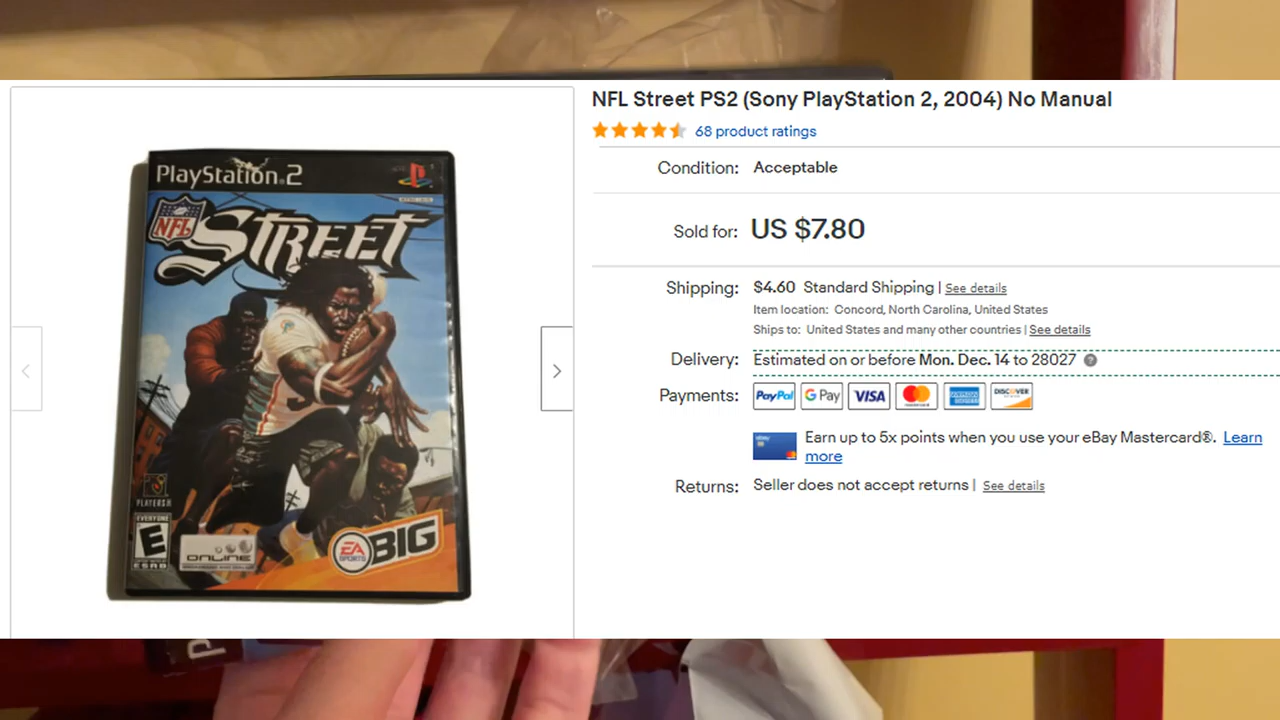 NFL Street PS2 (Sony PlayStation 2, 2004) No Manual
68 product ratings
Condition: Acceptable
Sold for: US $7.80
Shipping: $4.60 Standard Shipping | See details
Item location: Concord, North Carolina, United States
Ships to: United States and many other countries | See details
Delivery: Estimated on or before Mon. Dec. 14 to 28027 ?
Payments: PayPal G Pay VISA DISCOVER
Earn up to 5x points when you use your eBay Mastercard®. Learn
more
Returns: Seller does not accept returns | See details
PlayStation 2
NFL
STREET
PLAYERS
EVERYONE
E
ESRB
ONLINE
EA
SPORTS
BIG